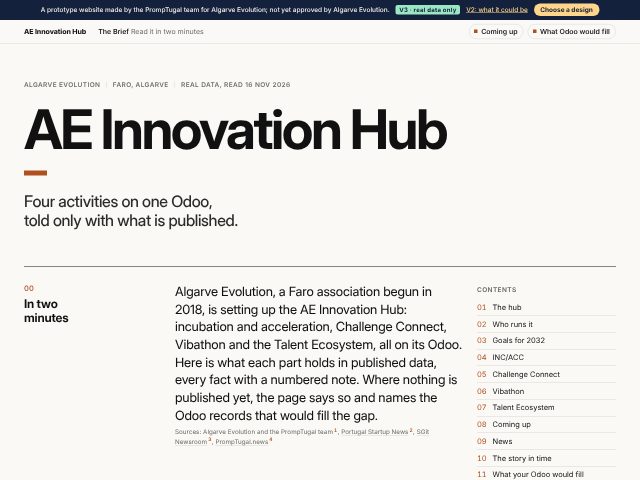 A prototype website made by the PrompTugal team for Algarve Evolution; not yet approved by Algarve Evolution. V3 · real data only V2: what it could be Choose a design
AE Innovation Hub The Brief Read it in two minutes Coming up What Odoo would fill
ALGARVE EVOLUTION FARO, ALGARVE REAL DATA, READ 16 NOV 2026
AE Innovation Hub
Four activities on one Odoo,
told only with what is published.
00
In two
minutes
Algarve Evolution, a Faro association begun in
2018, is setting up the AE Innovation Hub:
incubation and acceleration, Challenge Connect,
Vibathon and the Talent Ecosystem, all on its Odoo.
Here is what each part holds in published data,
every fact with a numbered note. Where nothing is
published yet, the page says so and names the
Odoo records that would fill the gap.
Sources: Algarve Evolution and the PrompTugal team 1, Portugal Startup News 2, SGit
Newsroom 3, PrompTugal.news 4
CONTENTS
01 The hub
02 Who runs it
03 Goals for 2032
04 INC/ACC
05 Challenge Connect
06 Vibathon
07 Talent Ecosystem
08 Coming up
09 News
10 The story in time
11 What your Odoo would fill